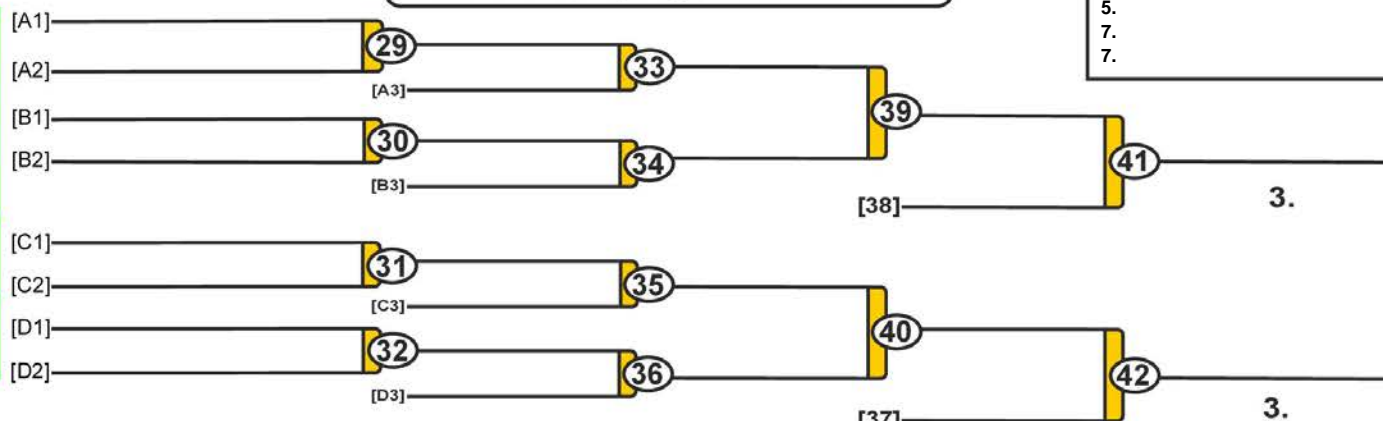 5.
7.
7.
[A1]
29
[A2]
33
[A3]
39
[B1]
30
[B2]
34
41
[B3]
[38]
3.
[C1]
31
[C2]
35
[C3]
[D1]
40
32
[D2]
36
42
[D3]
3.
[37]